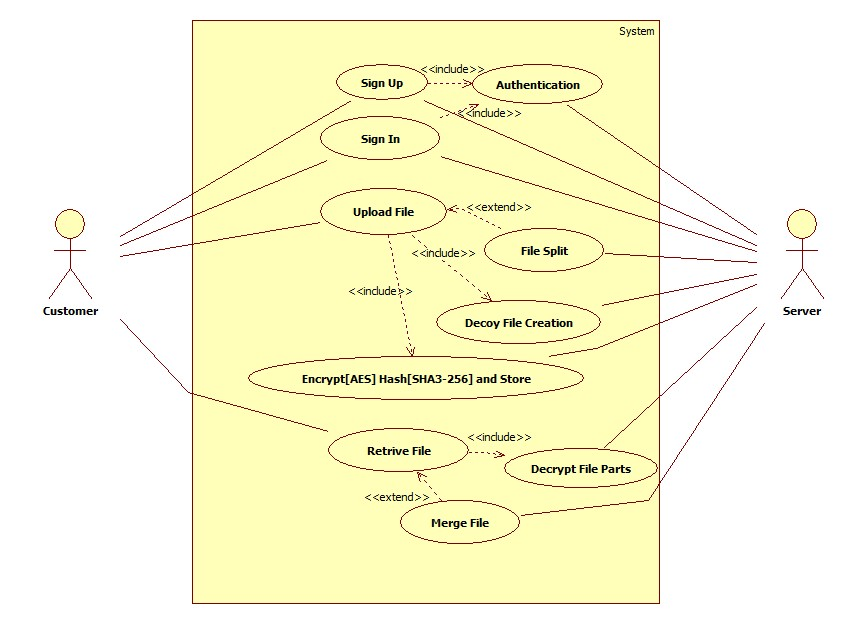 System
<<include>>
Sign Up
Authentication
<<include>>
Sign In
<<extend>>
Upload File
File Split
<<include>>
<<include>>
Customer
Server
Decoy File Creation
Encrypt[AES] Hash[SHA3-256] and Store
<<include>>
Retrive File
Decrypt File Parts
<<extend>>
Merge File